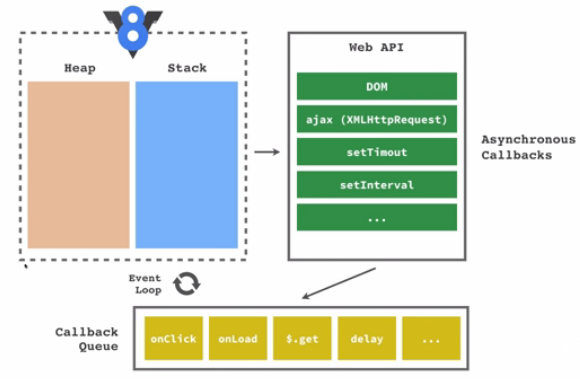 8
Heap
Stack
Web API
DOM
ajax (XMLHttpRequest)
setTimout
setInterval
...
Asynchronous
Callbacks
Event
Loop
Callback
Queue
onClick
onLoad
$.get
delay
...